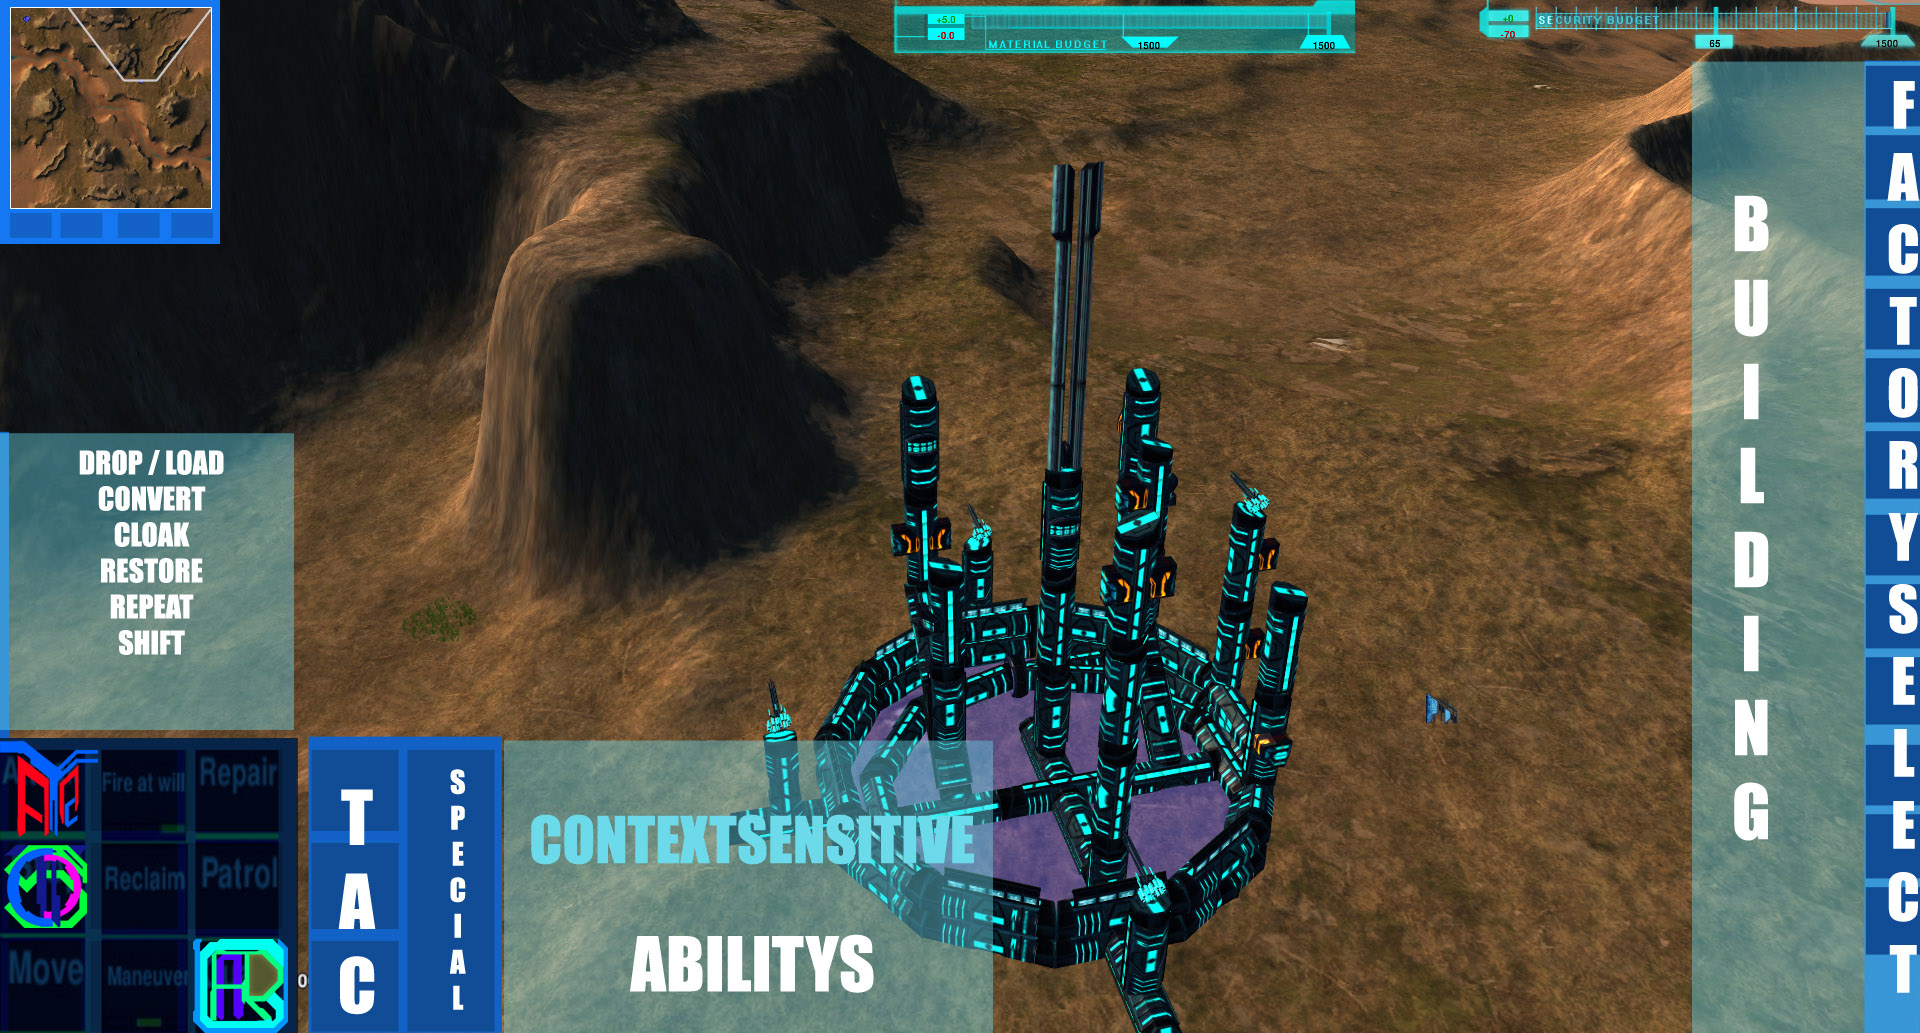 +5.0
-0.0
MATERIAL BUDGET
1500
1500
+0
-70
SECURITY BUDGET
65
1500
DROP / LOAD
CONVERT
CLOAK
RESTORE
REPEAT
SHIFT
Fire at will
Repair
Reclaim
Patrol
Move
Maneuver
TAC
SPECIAL
CONTEXTSENSITIVE
ABILITYS
BUILDING
FACTORYSELECT